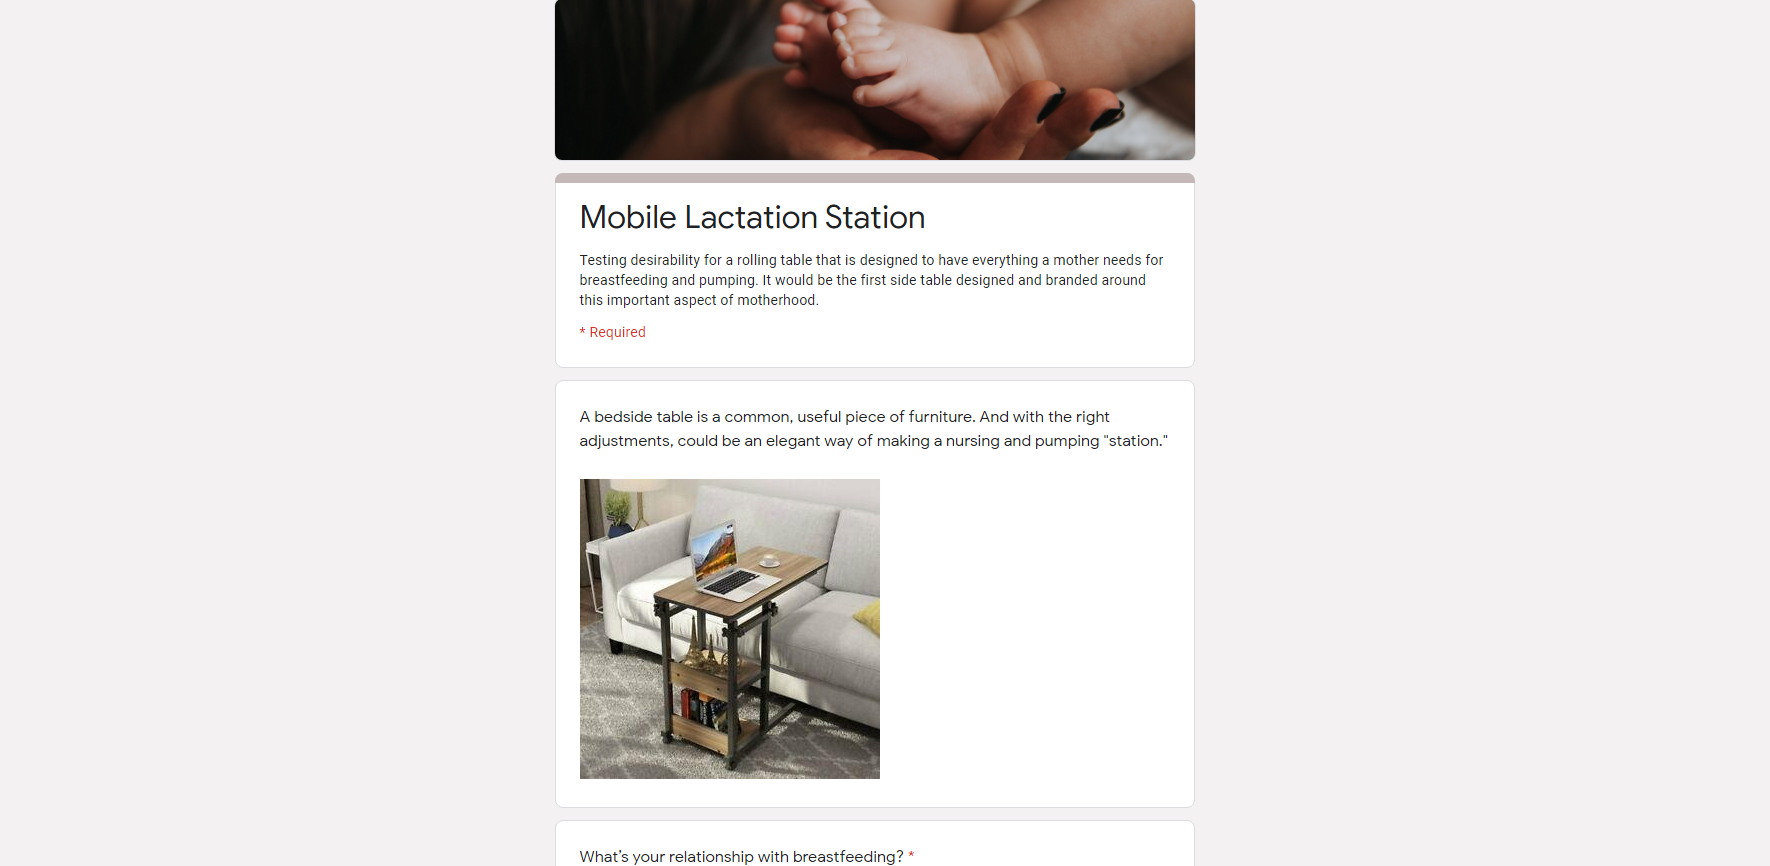 Mobile Lactation Station
Testing desirability for a rolling table that is designed to have everything a mother needs for
breastfeeding and pumping. It would be the first side table designed and branded around
this important aspect of motherhood.
* Required
A bedside table is a common, useful piece of furniture. And with the right
adjustments, could be an elegant way of making a nursing and pumping "station."
What's your relationship with breastfeeding? *